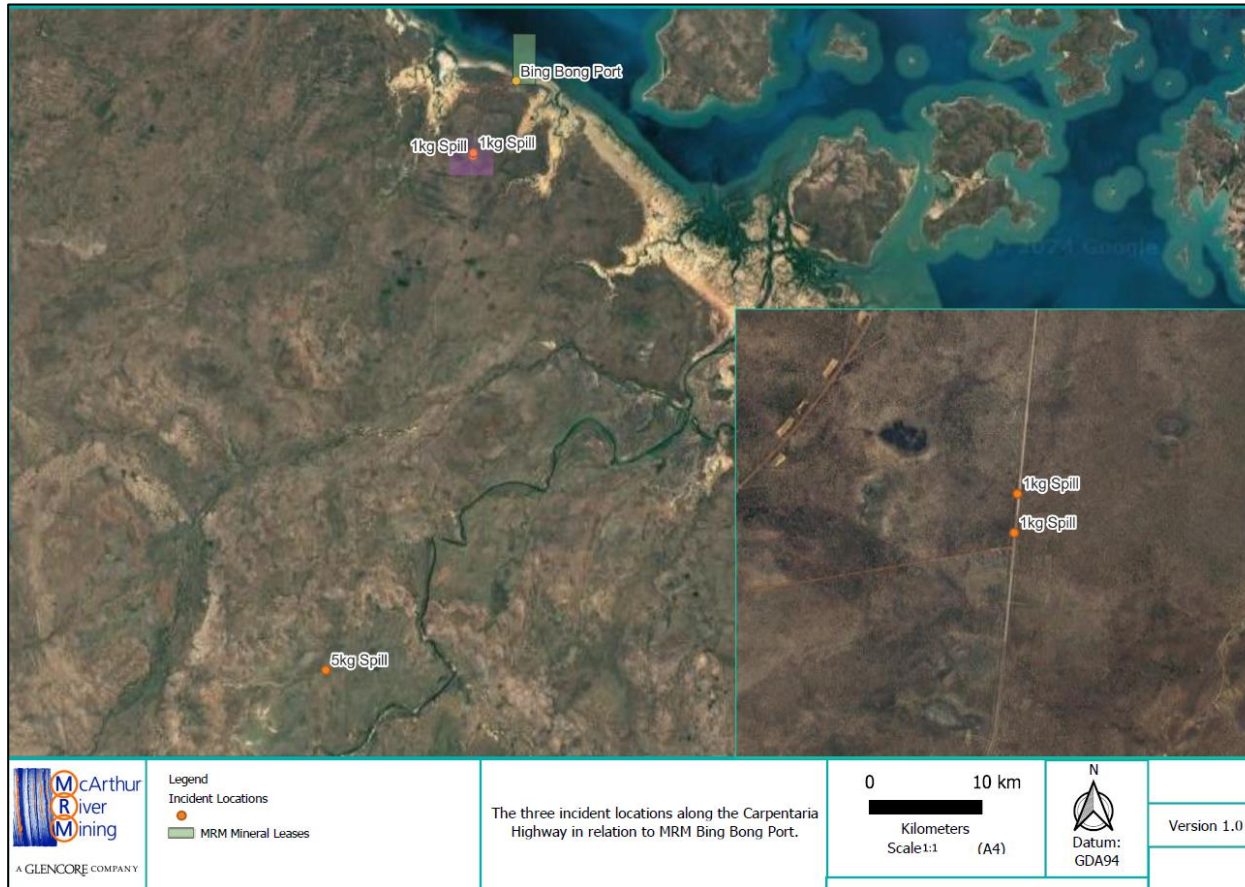 Bing Bong Port
1kg Spill 1kg Spill
© 2024 Google
1kg Spill
1kg Spill
5kg Spill
McArthur
River
Mining
A GLENCORE COMPANY
Legend
Incident Locations
MRM Mineral Leases
The three incident locations along the Carpentaria
Highway in relation to MRM Bing Bong Port.
0 10 km
Kilometers
Scale1:1 (A4)
N
Datum:
GDA94
Version 1.0